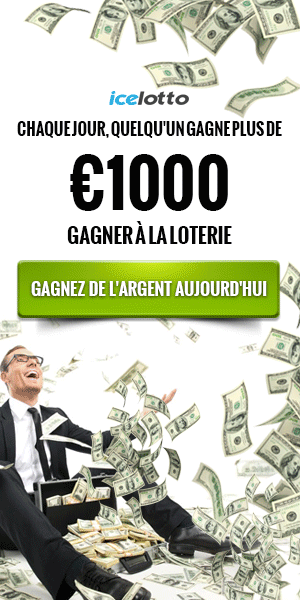 icelotto
CHAQUE JOUR, QUELQU'UN GAGNE PLUS DE
€1000
GAGNER À LA LOTERIE
GAGNEZ DE L'ARGENT AUJOURD'HUI